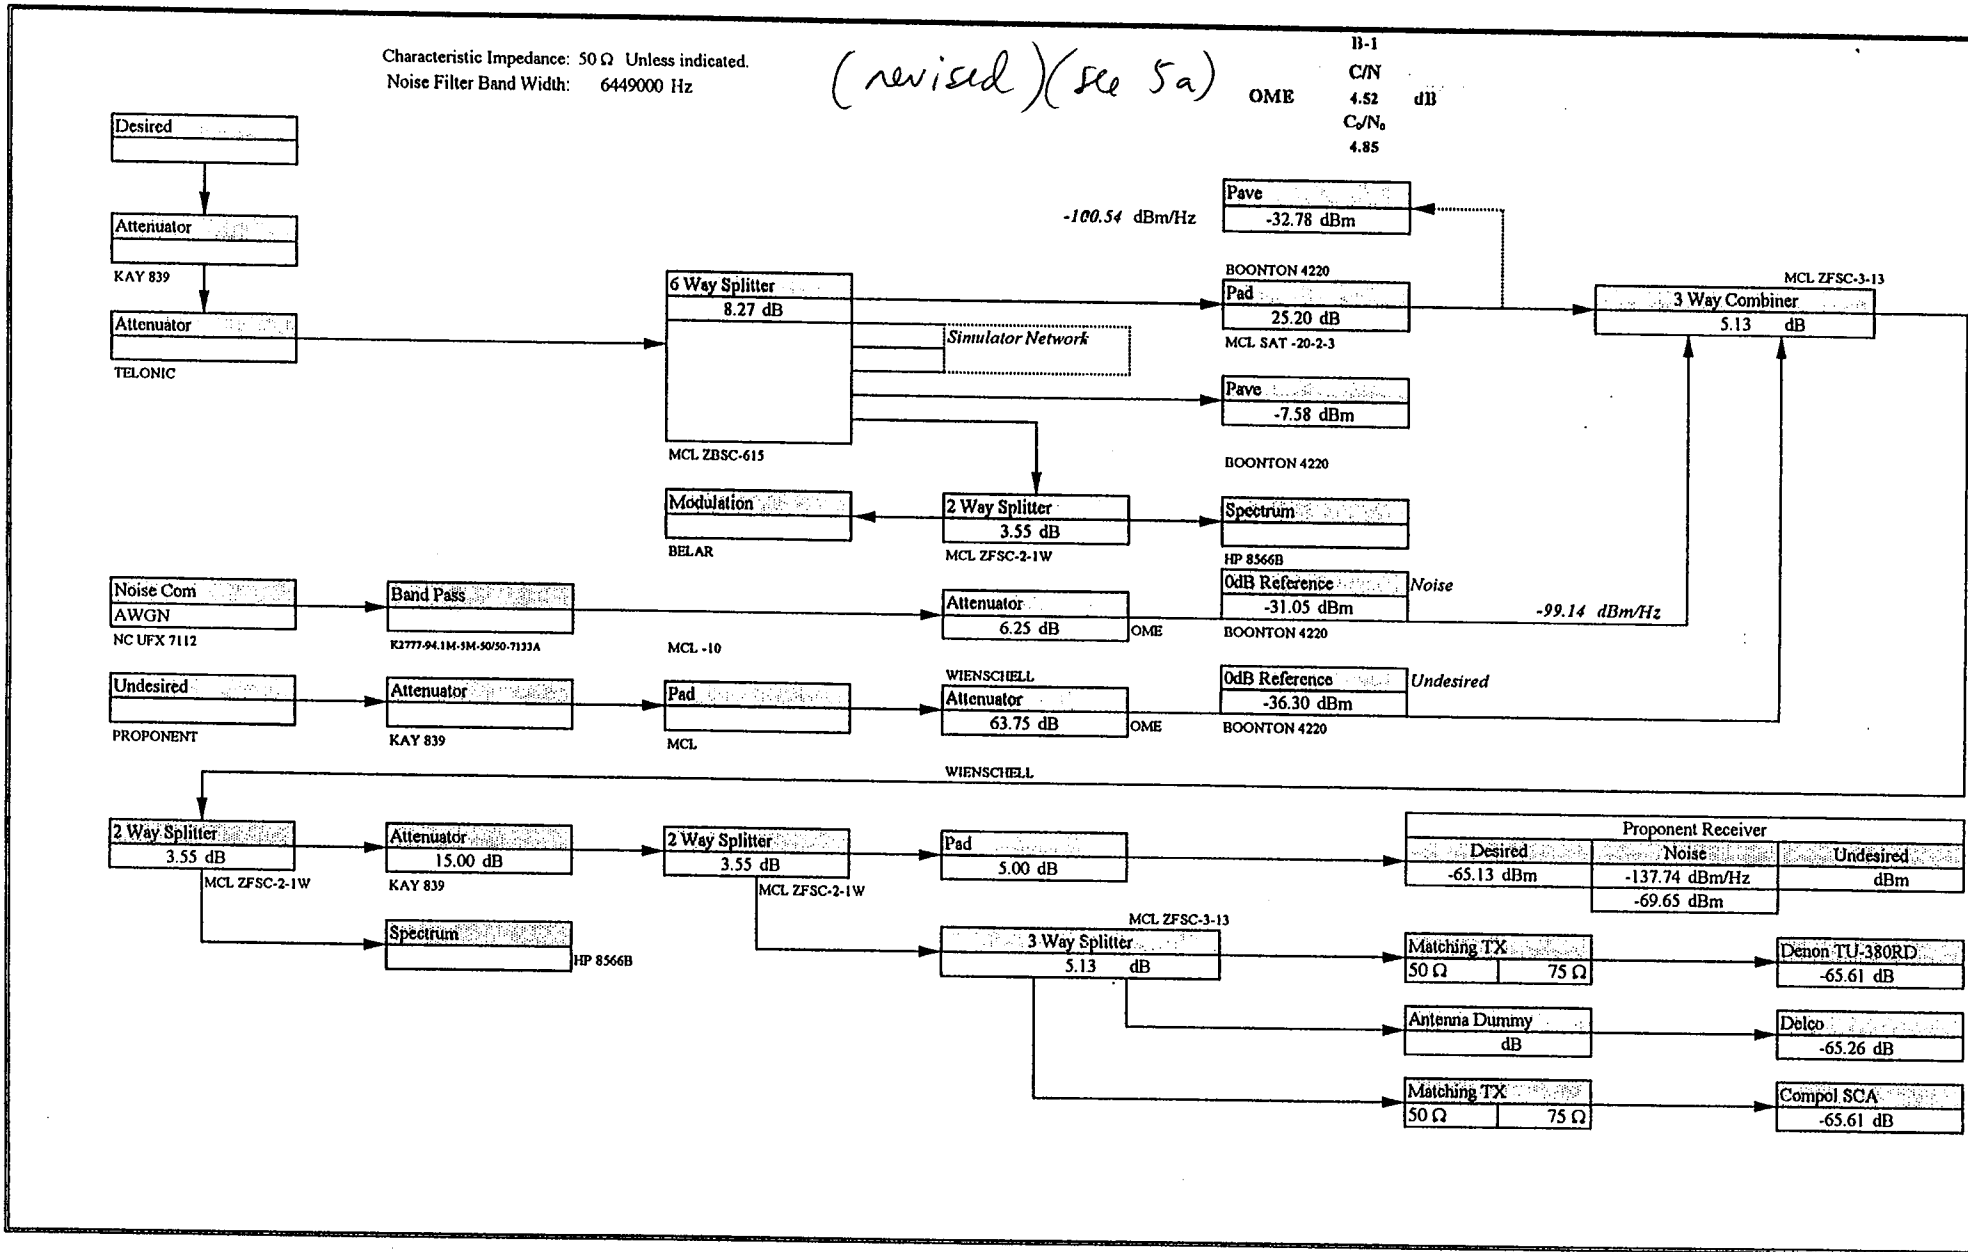 Characteristic Impedance: 50 Ω Unless indicated.
Noise Filter Band Width: 6449000 Hz
(revised) (see 5a)
B-1
C/N
OME 4.52 dB
C₀/N₀
4.85
Desired
Attenuator
KAY 839
Attenuator
TELONIC
6 Way Splitter
8.27 dB
MCL ZBSC-615
Simulator Network
-100.54 dBm/Hz
Pave
-32.78 dBm
BOONTON 4220
Pad
25.20 dB
MCL SAT -20-2-3
MCL ZFSC-3-13
3 Way Combiner
5.13 dB
Pave
-7.58 dBm
BOONTON 4220
Modulation
BELAR
2 Way Splitter
3.55 dB
MCL ZFSC-2-1W
Spectrum
HP 8566B
Noise Com
AWGN
NC UFX 7112
Band Pass
K2777-94.1M-5M-50/50-7133A
MCL -10
Attenuator
6.25 dB
OME
WIENSCHELL
0dB Reference
-31.05 dBm
Noise
BOONTON 4220
-99.14 dBm/Hz
Undesired
PROPONENT
Attenuator
KAY 839
Pad
MCL
Attenuator
63.75 dB
OME
WIENSCHELL
0dB Reference
-36.30 dBm
Undesired
BOONTON 4220
2 Way Splitter
3.55 dB
MCL ZFSC-2-1W
Attenuator
15.00 dB
KAY 839
2 Way Splitter
3.55 dB
MCL ZFSC-2-1W
Pad
5.00 dB
Proponent Receiver
Desired Noise Undesired
-65.13 dBm -137.74 dBm/Hz dBm
-69.65 dBm
Spectrum
HP 8566B
MCL ZFSC-3-13
3 Way Splitter
5.13 dB
Matching TX
50 Ω 75 Ω
Denon TU-380RD
-65.61 dB
Antenna Dummy
dB
Delco
-65.26 dB
Matching TX
50 Ω 75 Ω
Compol SCA
-65.61 dB